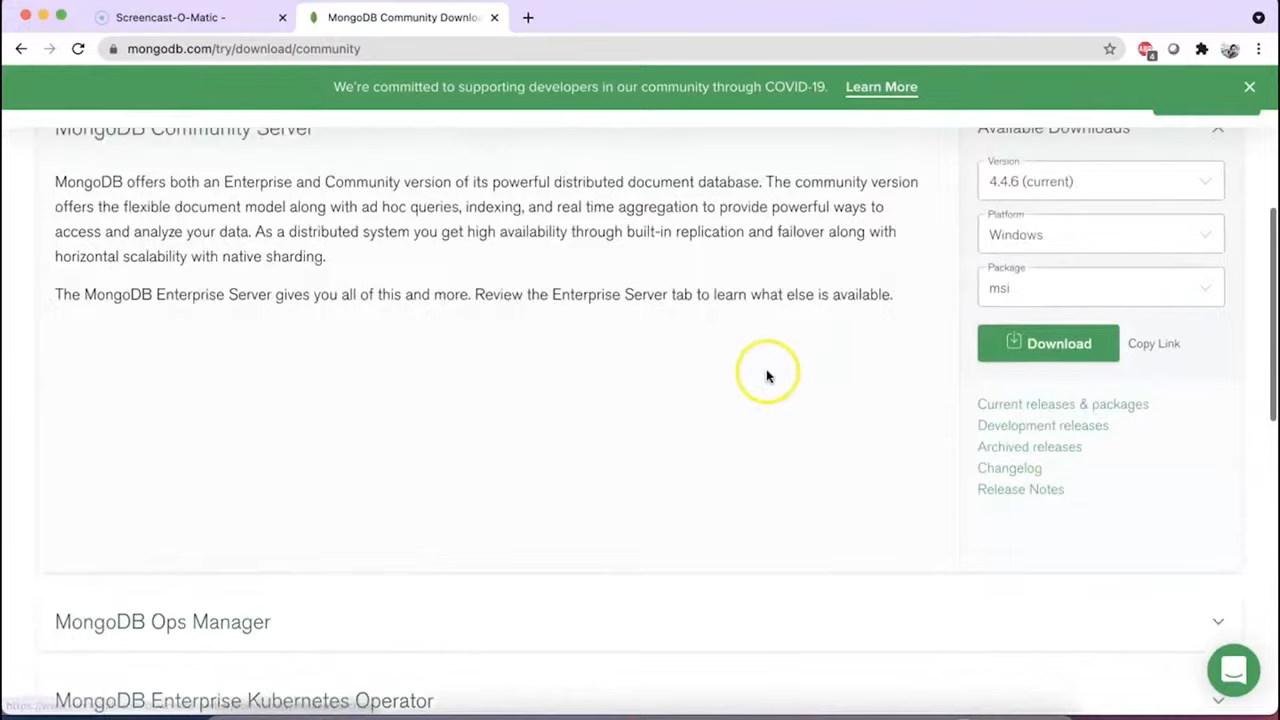 Screencast-O-Matic -
MongoDB Community Downlo
mongodb.com/try/download/community
4
We're committed to supporting developers in our community through COVID-19. Learn More
MongoDB Community Server
MongoDB offers both an Enterprise and Community version of its powerful distributed document database. The community version
offers the flexible document model along with ad hoc queries, indexing, and real time aggregation to provide powerful ways to
access and analyze your data. As a distributed system you get high availability through built-in replication and failover along with
horizontal scalability with native sharding.
The MongoDB Enterprise Server gives you all of this and more. Review the Enterprise Server tab to learn what else is available.
Available Downloads
Version
4.4.6 (current)
Platform
Windows
Package
msi
Download Copy Link
Current releases & packages
Development releases
Archived releases
Changelog
Release Notes
MongoDB Ops Manager
MongoDB Enterprise Kubernetes Operator